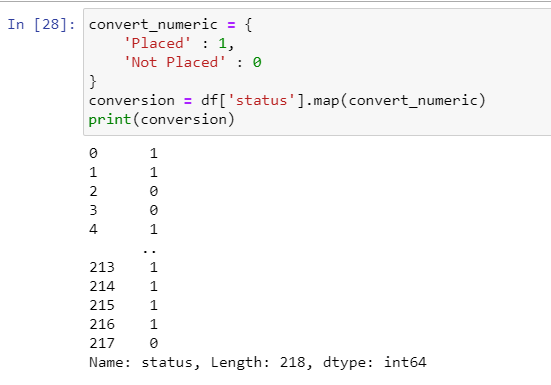 In [28]: convert_numeric = {
    'Placed' : 1,
    'Not Placed' : 0
}
conversion = df['status'].map(convert_numeric)
print(conversion)
0      1
1      1
2      0
3      0
4      1
      ..
213    1
214    1
215    1
216    1
217    0
Name: status, Length: 218, dtype: int64